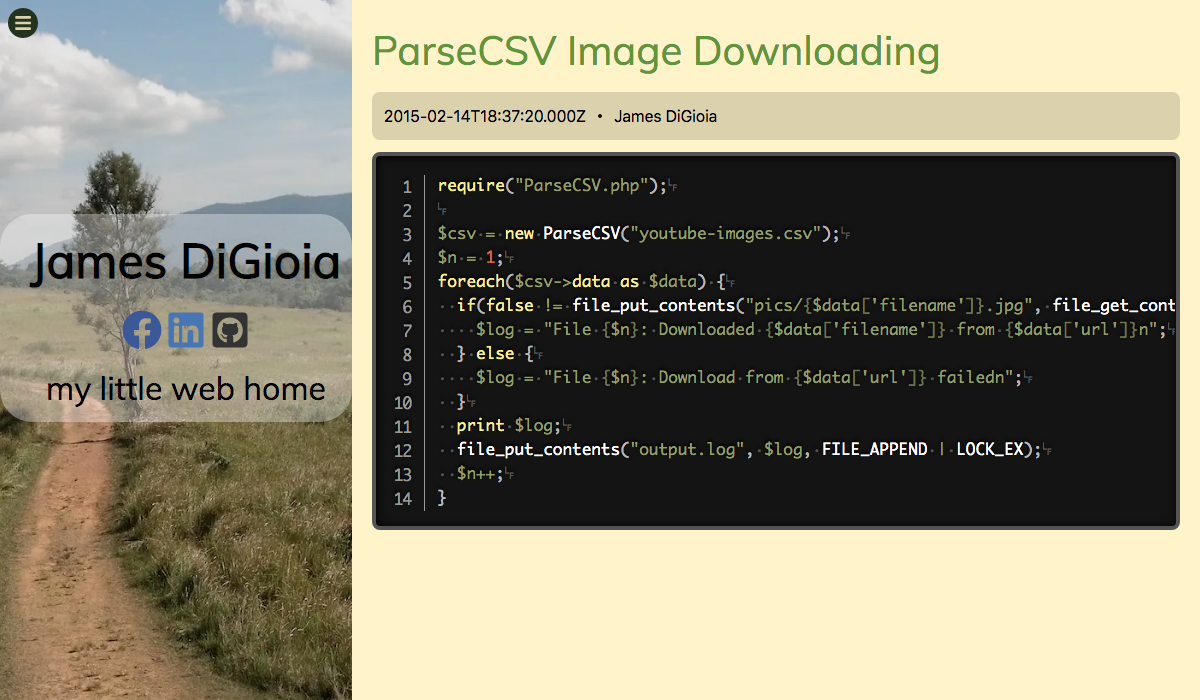 James DiGioia
my little web home
ParseCSV Image Downloading
2015-02-14T18:37:20.000Z • James DiGioia
1 require("ParseCSV.php");
2
3 $csv = new ParseCSV("youtube-images.csv");
4 $n = 1;
5 foreach($csv->data as $data) {
6   if(false != file_put_contents("pics/{$data['filename']}.jpg", file_get_cont
7     $log = "File {$n}: Downloaded {$data['filename']} from {$data['url']}n";
8   } else {
9     $log = "File {$n}: Download from {$data['url']} failedn";
10   }
11   print $log;
12   file_put_contents("output.log", $log, FILE_APPEND | LOCK_EX);
13   $n++;
14 }